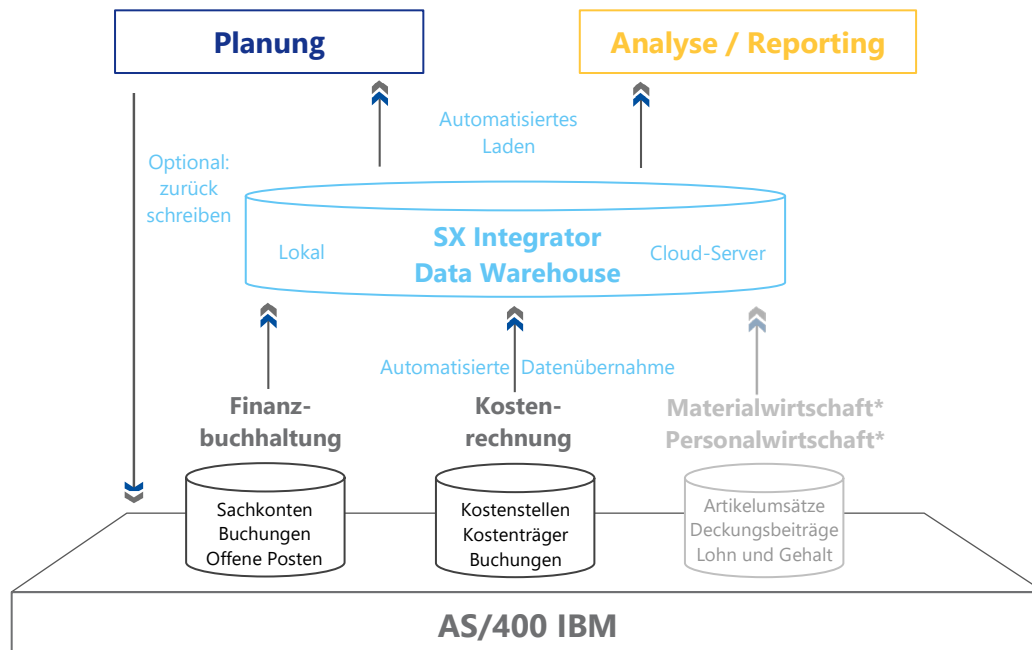 Planung
Analyse / Reporting
Automatisiertes
Laden
Optional:
zurück
schreiben
SX Integrator
Data Warehouse
Lokal
Cloud-Server
Automatisierte Datenübernahme
Finanz-
buchhaltung
Kosten-
rechnung
Materialwirtschaft*
Personalwirtschaft*
Sachkonten
Buchungen
Offene Posten
Kostenstellen
Kostenträger
Buchungen
Artikelumsätze
Deckungsbeiträge
Lohn und Gehalt
AS/400 IBM